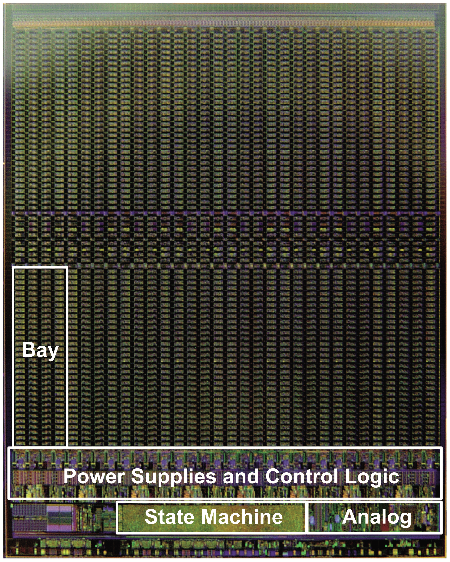 Bay
Power Supplies and Control Logic
State Machine
Analog